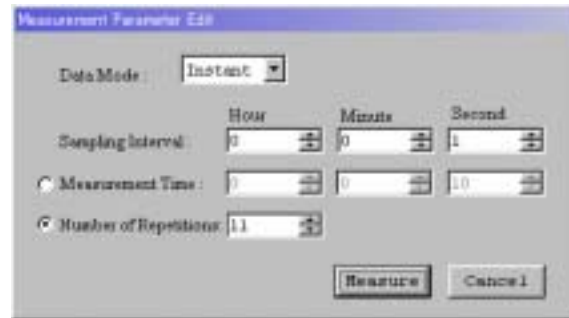 Measurement Parameter Edit
Data Mode : Instant
Hour Minute Second
Sampling Interval: 0 0 1
Measurement Time : 0 0 10
Number of Repetitions: 11
Measure Cancel